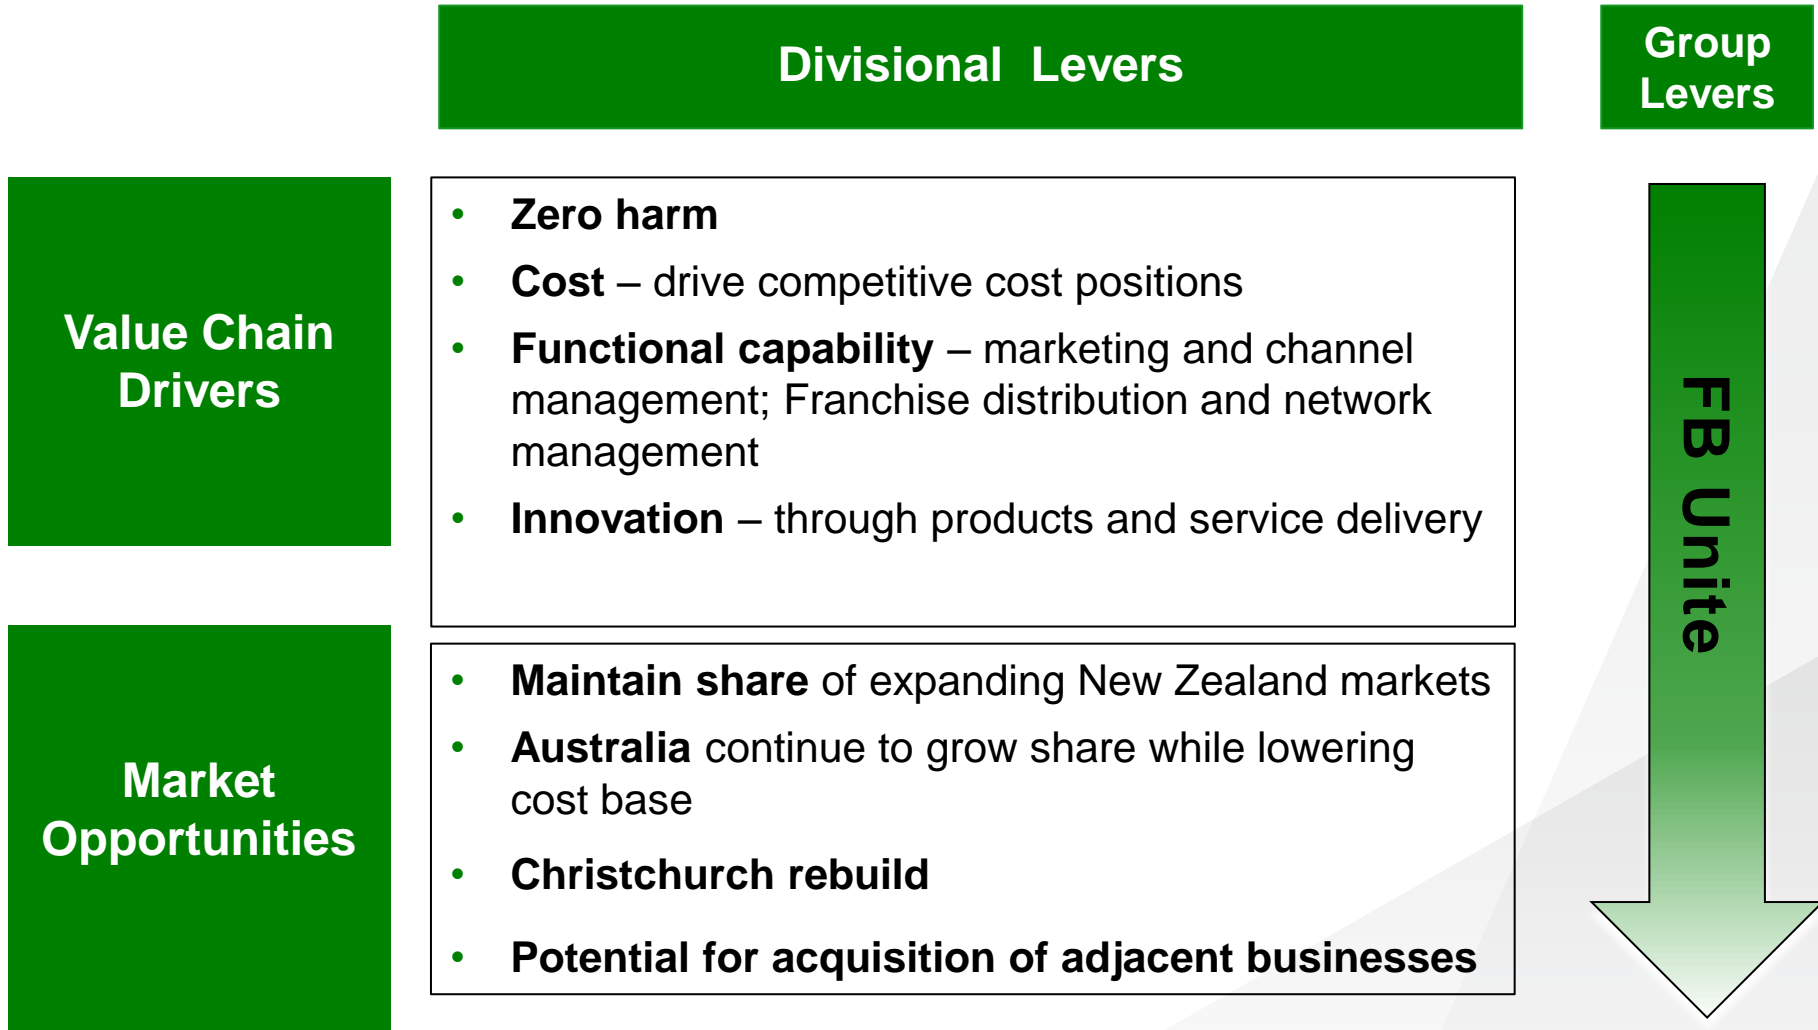 Divisional Levers
Group
Levers
Value Chain
Drivers
• Zero harm
• Cost – drive competitive cost positions
• Functional capability – marketing and channel
management; Franchise distribution and network
management
• Innovation – through products and service delivery
FB Unite
Market
Opportunities
• Maintain share of expanding New Zealand markets
• Australia continue to grow share while lowering
cost base
• Christchurch rebuild
• Potential for acquisition of adjacent businesses